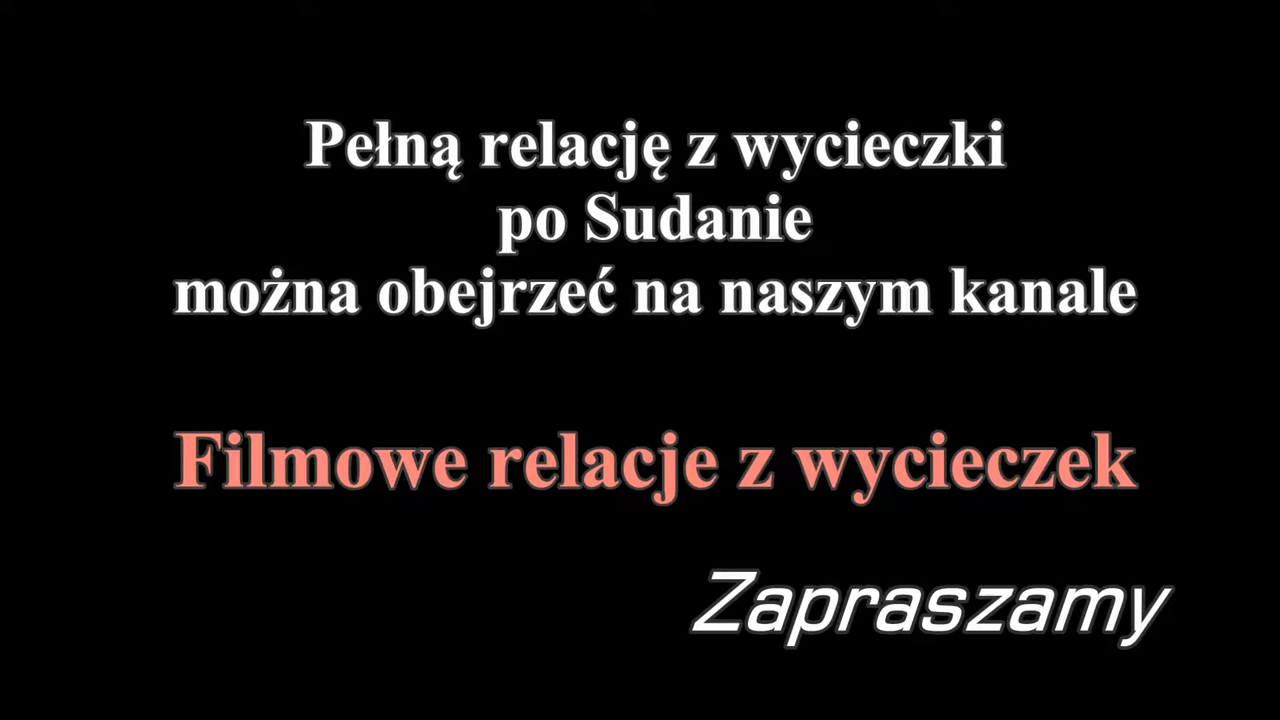 Pełną relację z wycieczki
po Sudanie
można obejrzeć na naszym kanale
Filmowe relacje z wycieczek
Zapraszamy